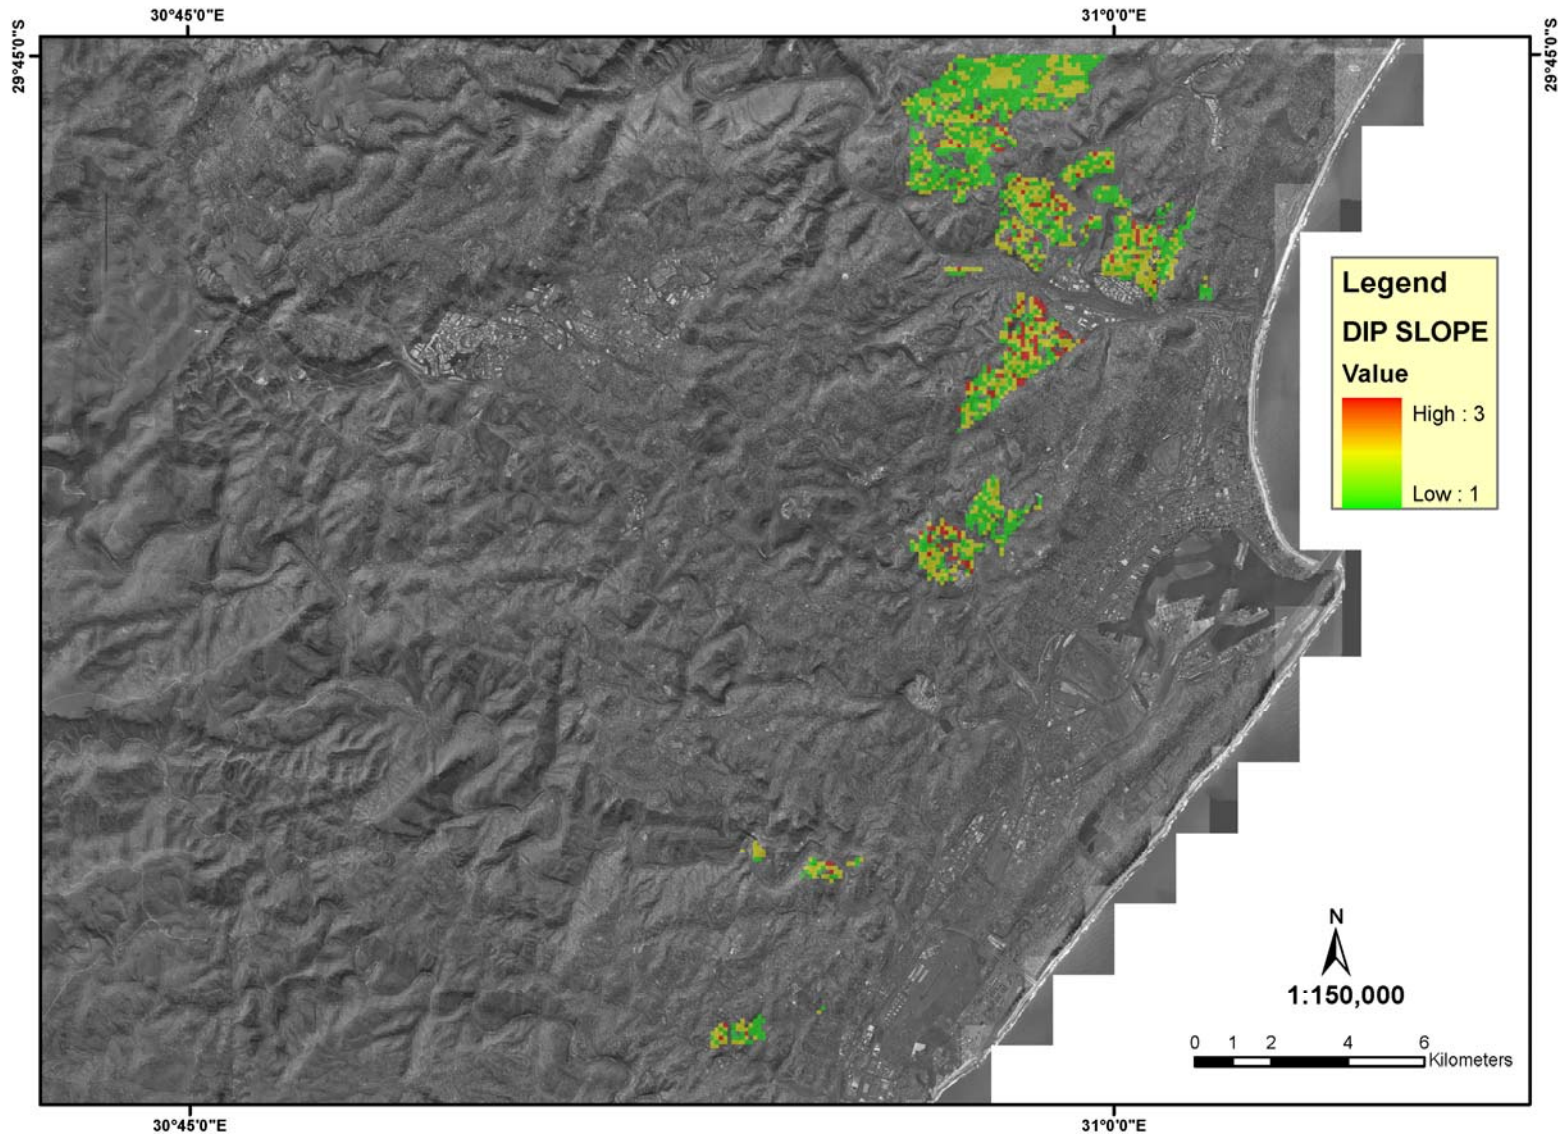 30°45'0"E
31°0'0"E
29°45'0"S
29°45'0"S
Legend
DIP SLOPE
Value
High : 3
Low : 1
N
1:150,000
0 1 2 4 6
Kilometers
30°45'0"E
31°0'0"E